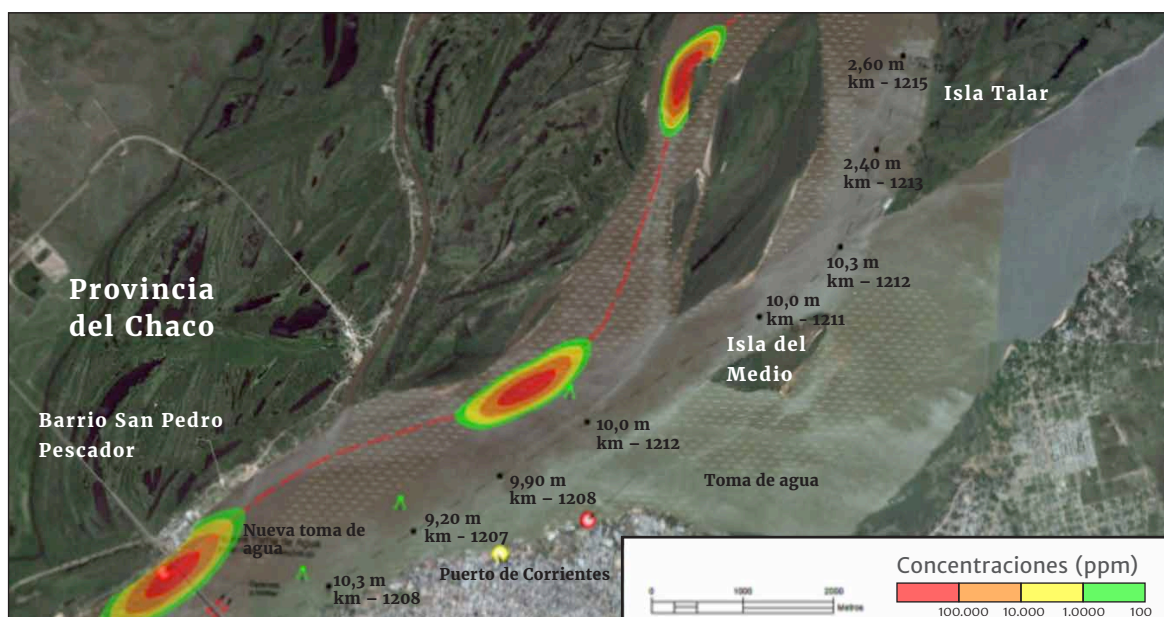 2,60 m
km - 1215
Isla Talar
2,40 m
km - 1213
10,3 m
km – 1212
Provincia
del Chaco
10,0 m
km - 1211
Isla del
Medio
Barrio San Pedro
Pescador
10,0 m
km – 1212
9,90 m
km – 1208
Toma de agua
Nueva toma de
agua
9,20 m
km - 1207
Puerto de Corrientes
10,3 m
km – 1208
Concentraciones (ppm)
0 1000 2000
Metros
100.000 10.000 1.0000 100